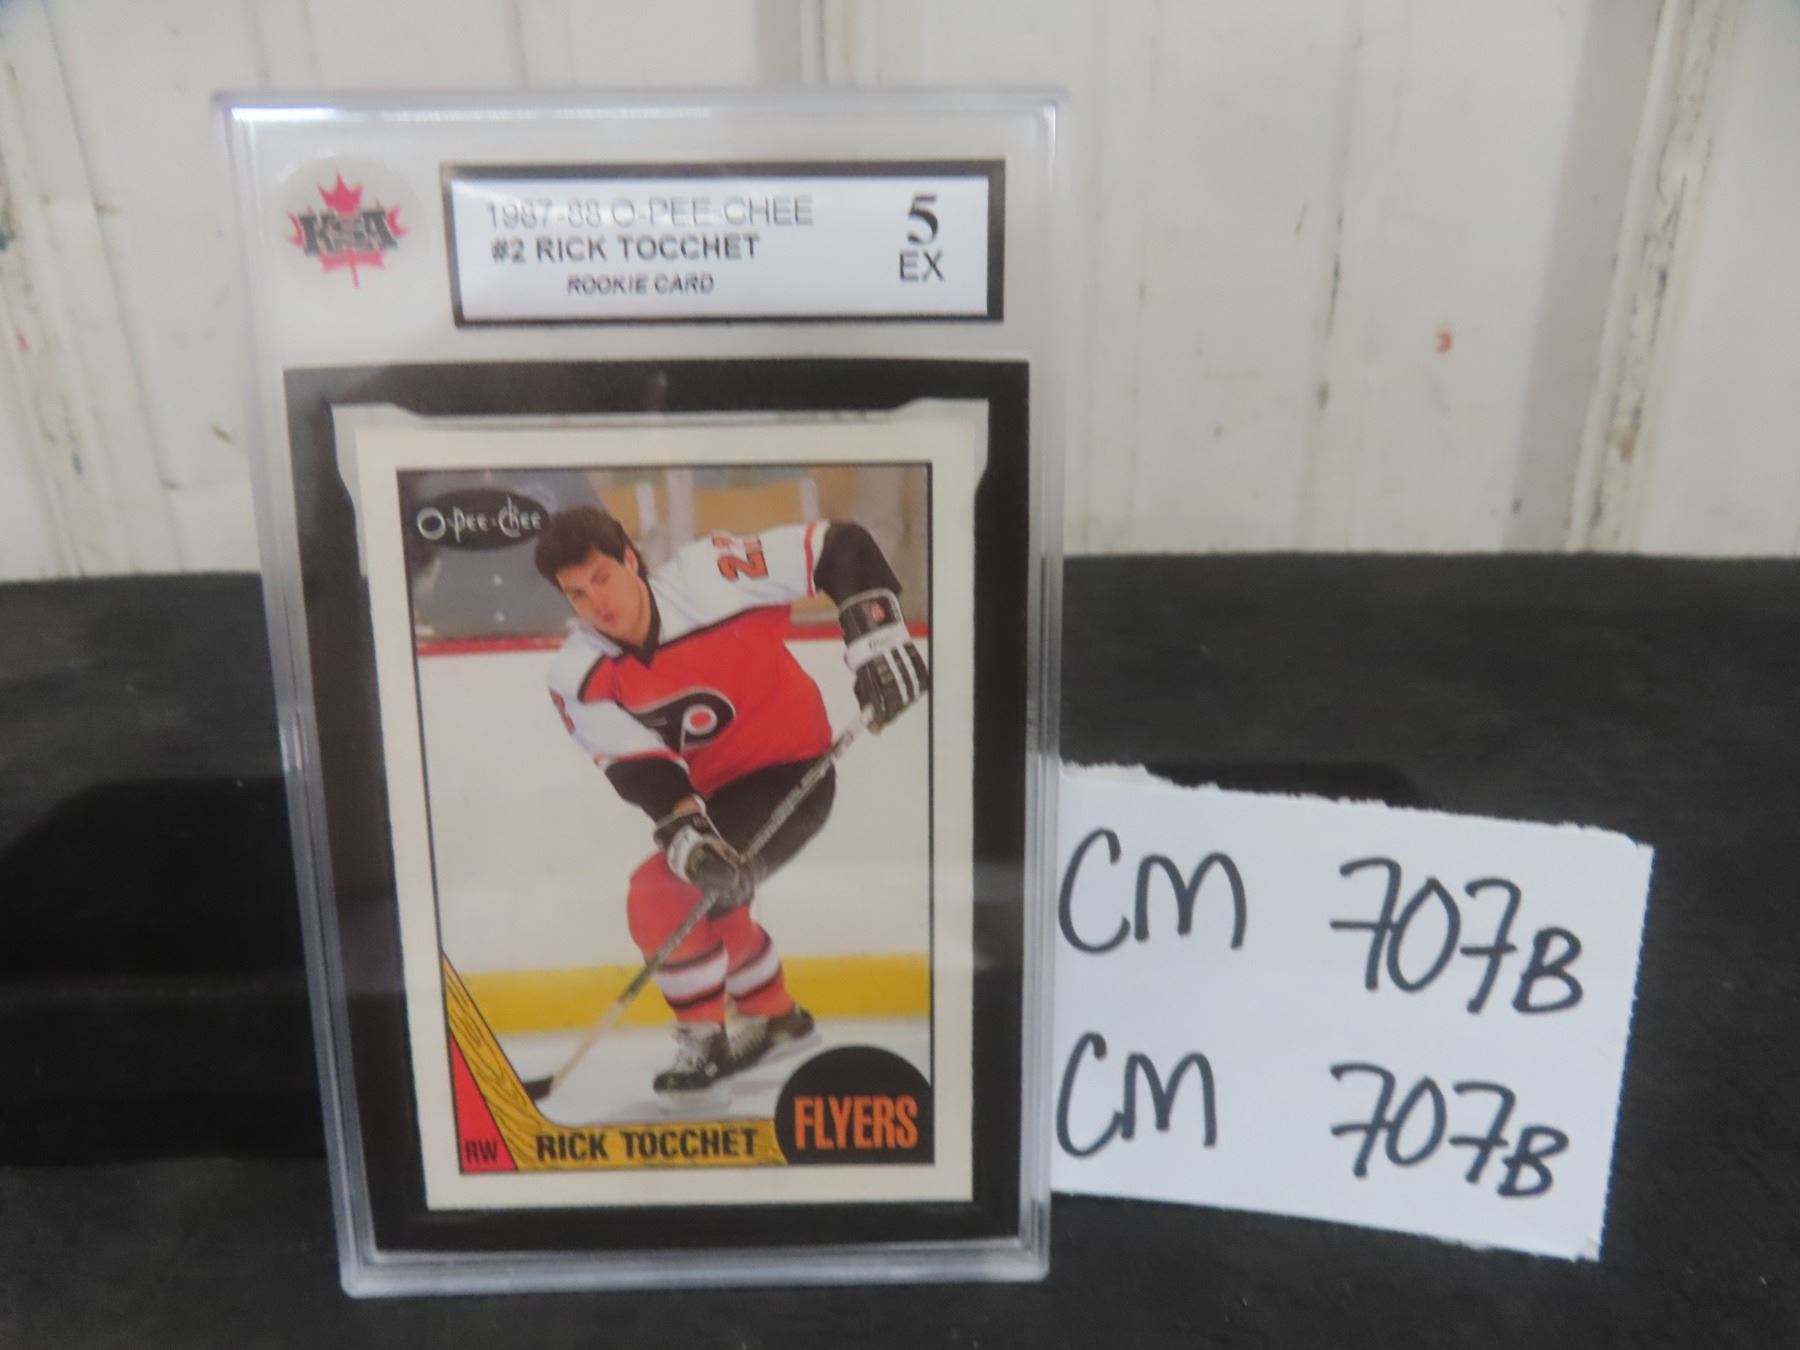 KSA
1987-88 O-PEE-CHEE
#2 RICK TOCCHET
ROOKIE CARD
5
EX
O-Pee-Chee
22
RW
RICK TOCCHET
FLYERS
CM 707B
CM 707B